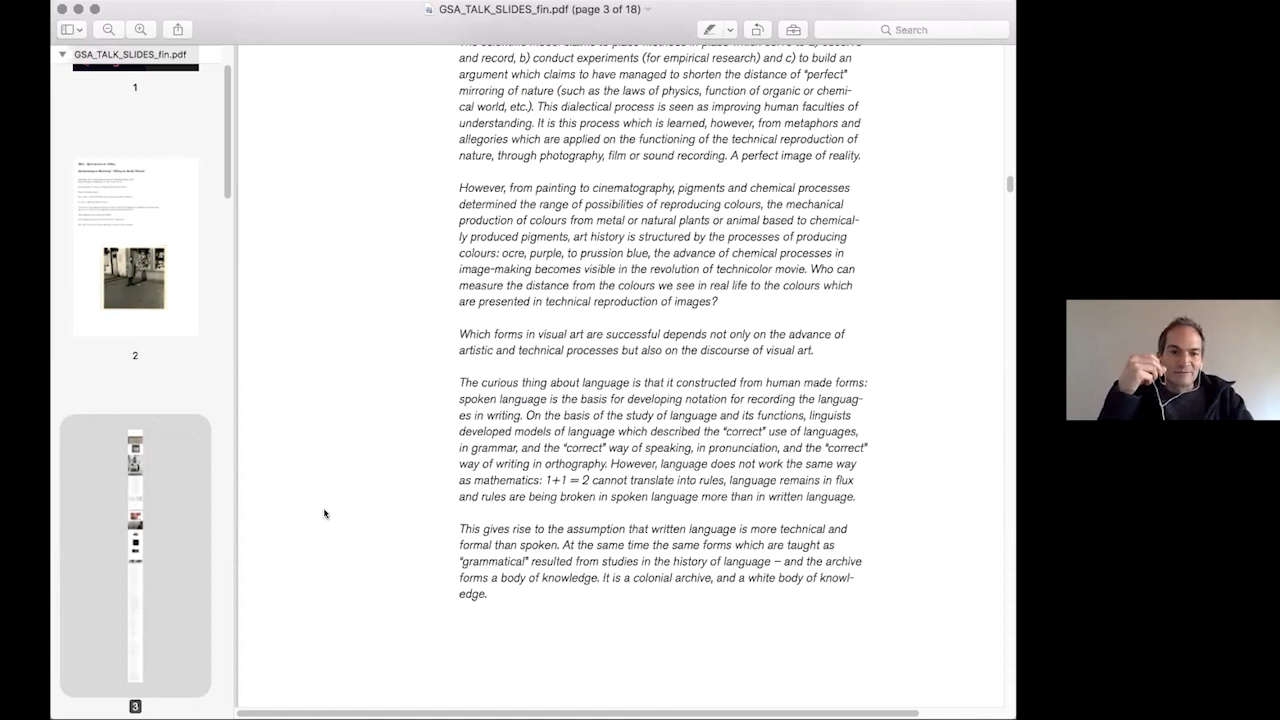 GSA_TALK_SLIDES_fin.pdf (page 3 of 18)
Search
GSA_TALK_SLIDES_fin.pdf
1
2
3
The scientific model claims to place methods in place which serve to a) observe
and record, b) conduct experiments (for empirical research) and c) to build an
argument which claims to have managed to shorten the distance of "perfect"
mirroring of nature (such as the laws of physics, function of organic or chemi-
cal world, etc.). This dialectical process is seen as improving human faculties of
understanding. It is this process which is learned, however, from metaphors and
allegories which are applied on the functioning of the technical reproduction of
nature, through photography, film or sound recording. A perfect image of reality.
However, from painting to cinematography, pigments and chemical processes
determined the range of possibilities of reproducing colours, the mechanical
production of colours from metal or natural plants or animal based to chemical-
ly produced pigments, art history is structured by the processes of producing
colours: ocre, purple, to prussion blue, the advance of chemical processes in
image-making becomes visible in the revolution of technicolor movie. Who can
measure the distance from the colours we see in real life to the colours which
are presented in technical reproduction of images?
Which forms in visual art are successful depends not only on the advance of
artistic and technical processes but also on the discourse of visual art.
The curious thing about language is that it constructed from human made forms:
spoken language is the basis for developing notation for recording the languag-
es in writing. On the basis of the study of language and its functions, linguists
developed models of language which described the "correct" use of languages,
in grammar, and the "correct" way of speaking, in pronunciation, and the "correct"
way of writing in orthography. However, language does not work the same way
as mathematics: 1+1 = 2 cannot translate into rules, language remains in flux
and rules are being broken in spoken language more than in written language.
This gives rise to the assumption that written language is more technical and
formal than spoken. At the same time the same forms which are taught as
"grammatical" resulted from studies in the history of language – and the archive
forms a body of knowledge. It is a colonial archive, and a white body of knowl-
edge.